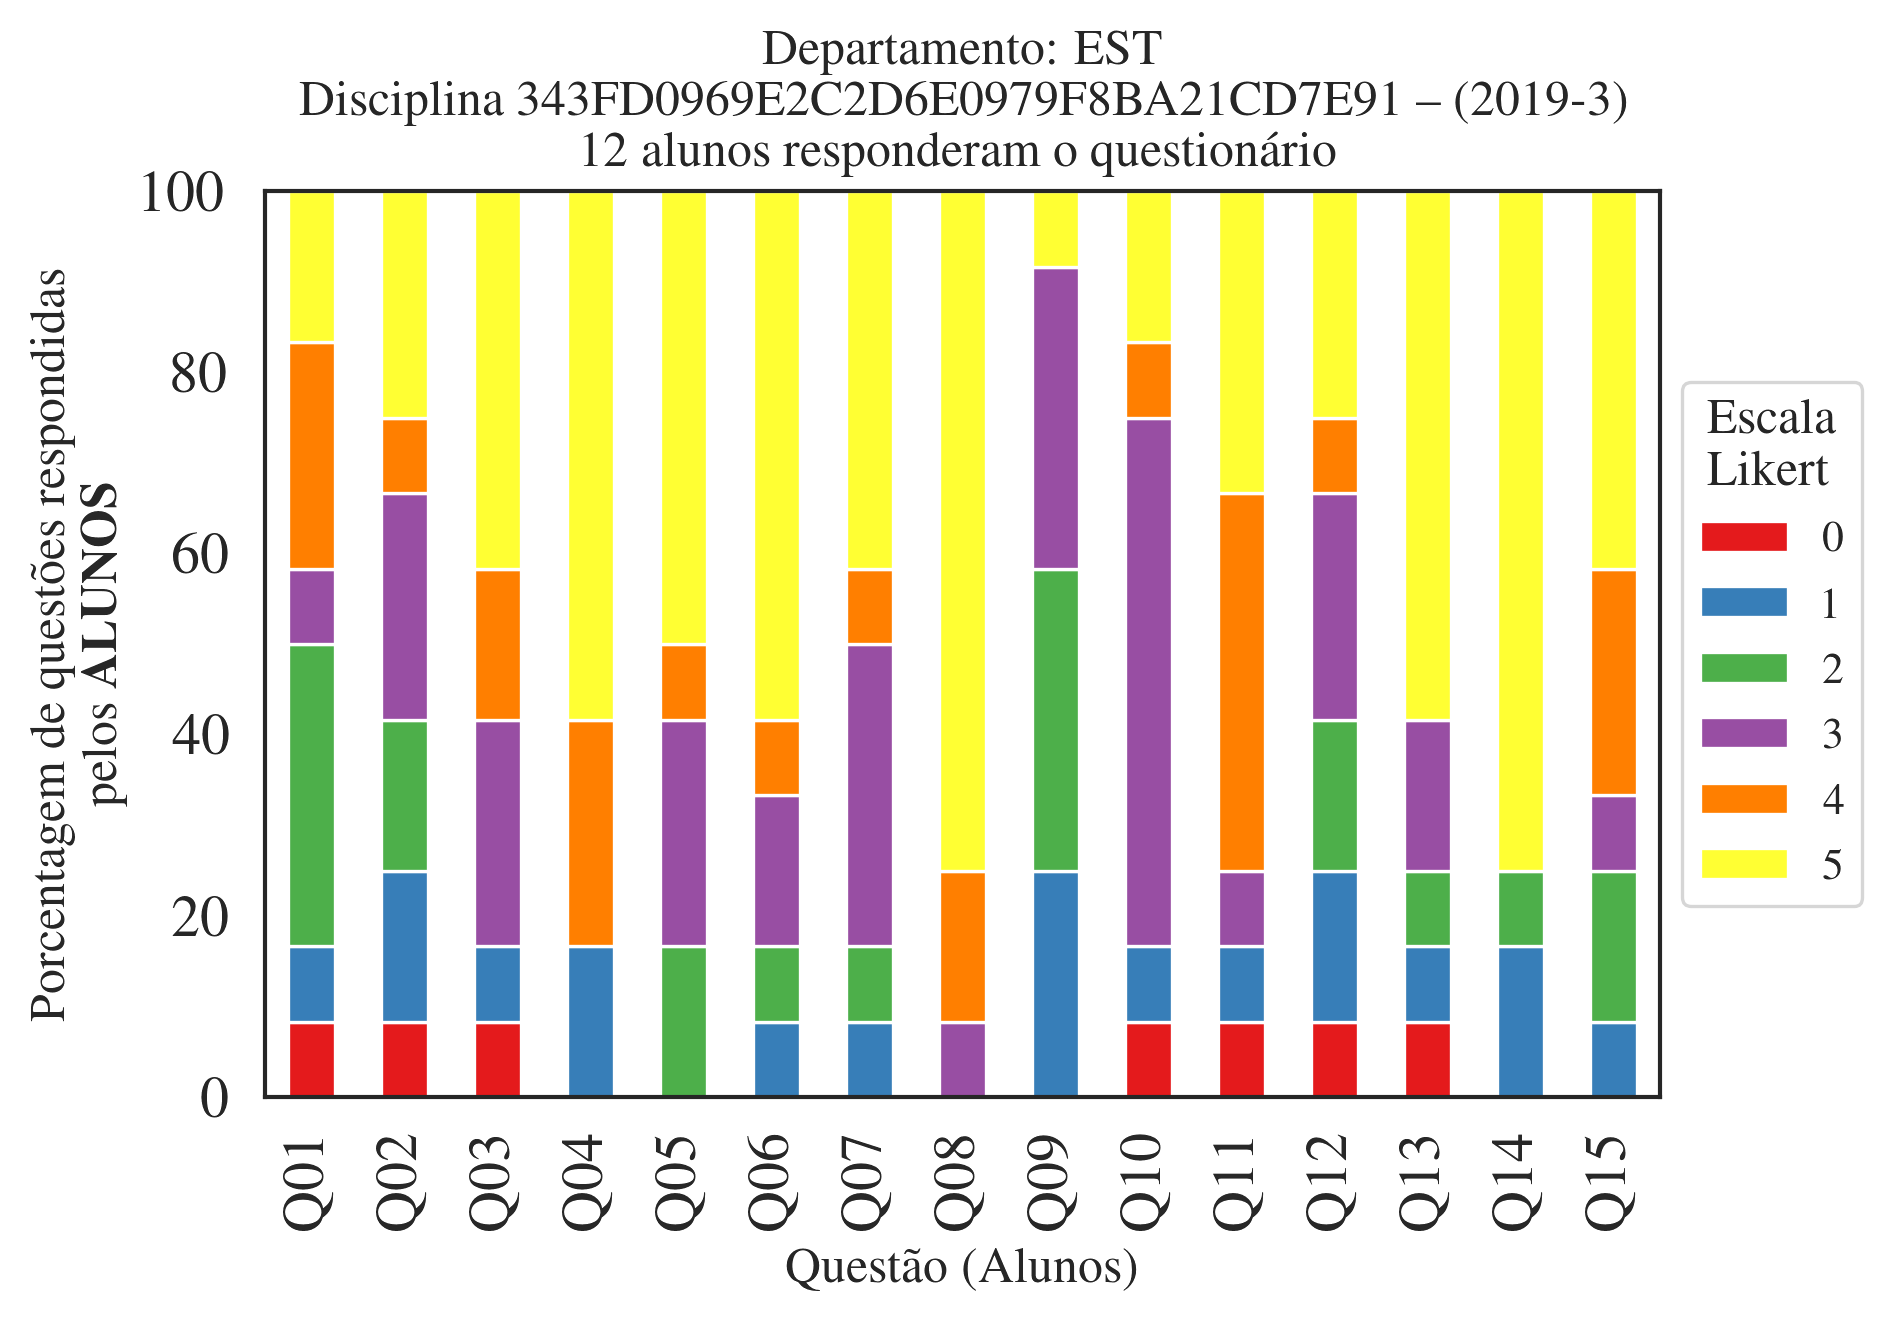 Departamento: EST
Disciplina 343FD0969E2C2D6E0979F8BA21CD7E91 – (2019-3)
12 alunos responderam o questionário
Porcentagem de questões respondidas
pelos ALUNOS
100
80
60
40
20
0
Q01
Q02
Q03
Q04
Q05
Q06
Q07
Q08
Q09
Q10
Q11
Q12
Q13
Q14
Q15
Questão (Alunos)
Escala
Likert
0
1
2
3
4
5